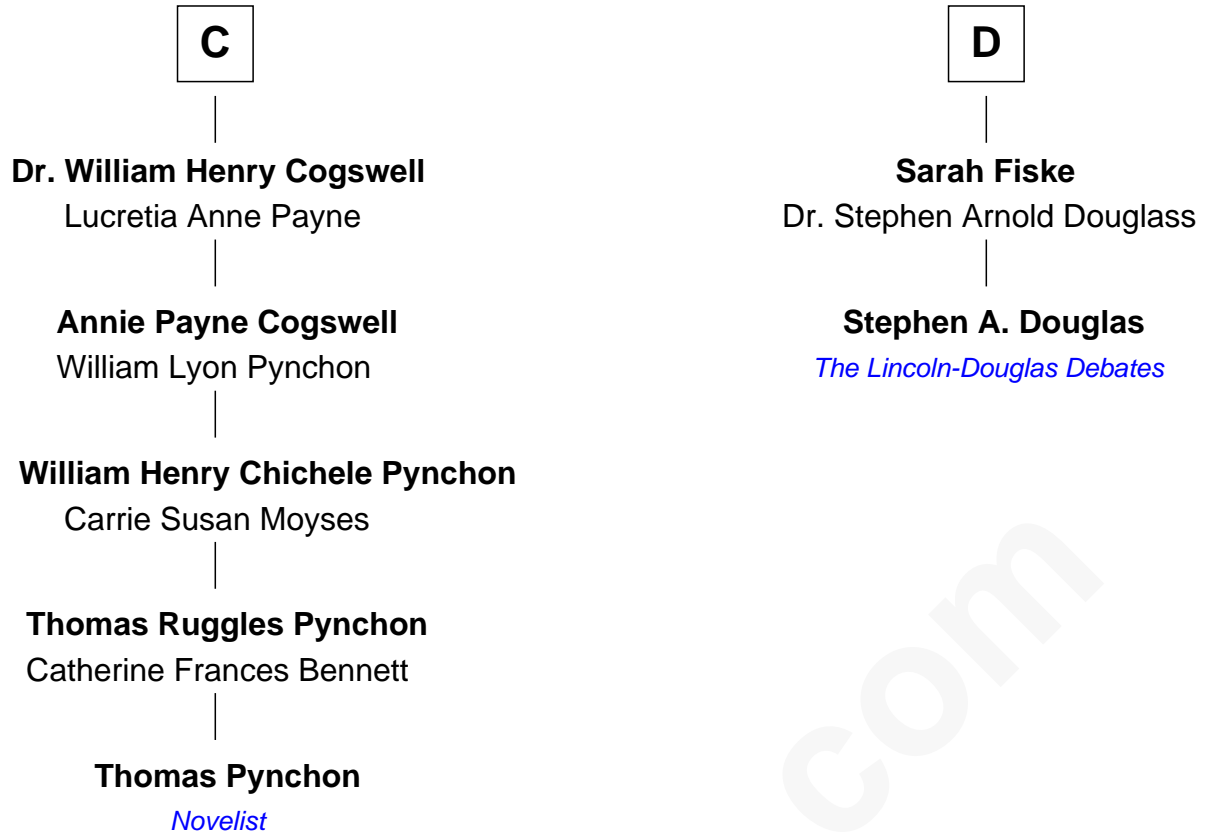 C
Dr. William Henry Cogswell
Lucretia Anne Payne
Annie Payne Cogswell
William Lyon Pynchon
William Henry Chichele Pynchon
Carrie Susan Moyses
Thomas Ruggles Pynchon
Catherine Frances Bennett
Thomas Pynchon
Novelist
D
Sarah Fiske
Dr. Stephen Arnold Douglass
Stephen A. Douglas
The Lincoln-Douglas Debates
com